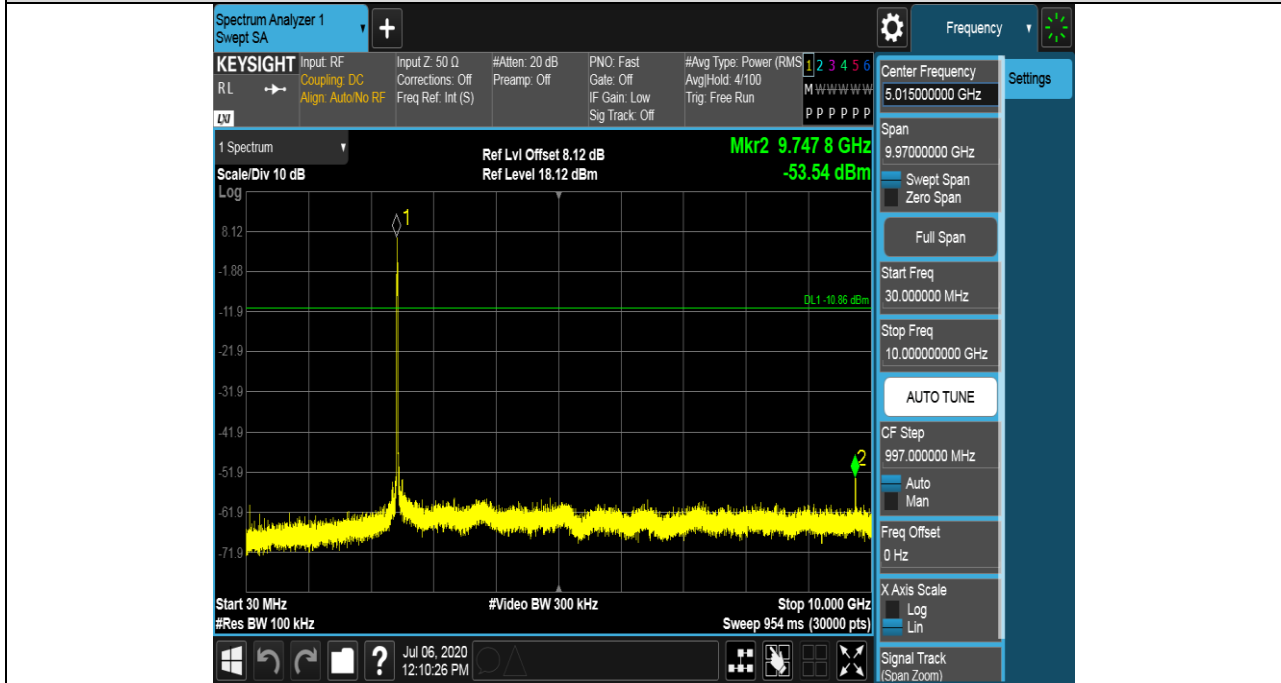 Spectrum Analyzer 1
Swept SA
+
Frequency
KEYSIGHT
RL
LXI
Input: RF
Coupling: DC
Align: Auto/No RF
Input Z: 50 Ω
Corrections: Off
Freq Ref: Int (S)
#Atten: 20 dB
Preamp: Off
PNO: Fast
Gate: Off
IF Gain: Low
Sig Track: Off
#Avg Type: Power (RMS
Avg|Hold: 4/100
Trig: Free Run
1 2 3 4 5 6
M W W W W W
P P P P P P
1 Spectrum
Scale/Div 10 dB
Ref Lvl Offset 8.12 dB
Ref Level 18.12 dBm
Mkr2 9.747 8 GHz
-53.54 dBm
Log
1
8.12
-1.88
DL1 -10.86 dBm
-11.9
-21.9
-31.9
-41.9
2
-51.9
-61.9
-71.9
Start 30 MHz
#Res BW 100 kHz
#Video BW 300 kHz
Stop 10.000 GHz
Sweep 954 ms (30000 pts)
?
Jul 06, 2020
12:10:26 PM
Center Frequency
5.015000000 GHz
Settings
Span
9.97000000 GHz
Swept Span
Zero Span
Full Span
Start Freq
30.000000 MHz
Stop Freq
10.000000000 GHz
AUTO TUNE
CF Step
997.000000 MHz
Auto
Man
Freq Offset
0 Hz
X Axis Scale
Log
Lin
Signal Track
(Span Zoom)